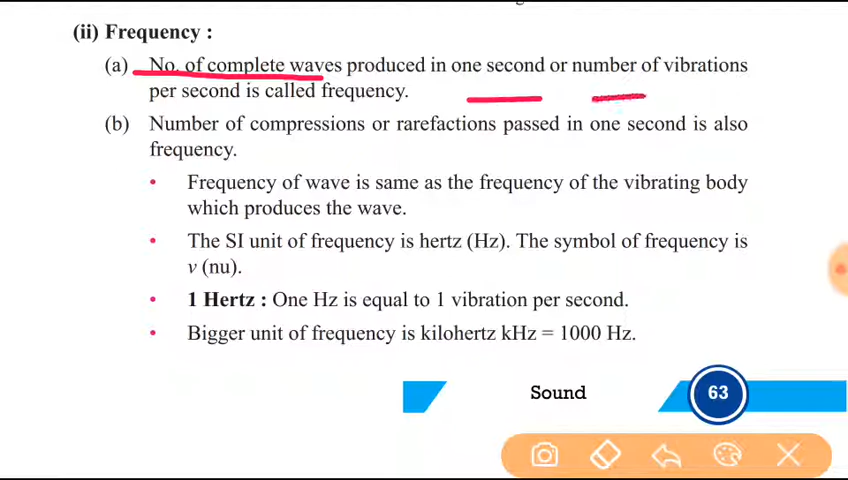 (ii) Frequency :
(a) No. of complete waves produced in one second or number of vibrations
per second is called frequency.
(b) Number of compressions or rarefactions passed in one second is also
frequency.
• Frequency of wave is same as the frequency of the vibrating body
which produces the wave.
• The SI unit of frequency is hertz (Hz). The symbol of frequency is
ν (nu).
• 1 Hertz : One Hz is equal to 1 vibration per second.
• Bigger unit of frequency is kilohertz kHz = 1000 Hz.
Sound 63